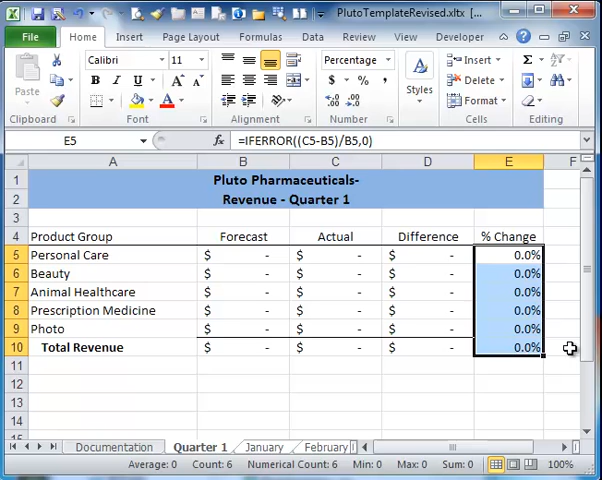 PlutoTemplateRevised.xltx [...
File Home Insert Page Layout Formulas Data Review View Developer
Calibri 11 Percentage Insert Σ
B I U A A $ % , Styles Delete
Paste A Format
Clipboard Font Alignment Number Cells Editing
E5 fx =IFERROR((C5-B5)/B5,0)
A B C D E F
1 Pluto Pharmaceuticals-
2 Revenue - Quarter 1
3
4 Product Group Forecast Actual Difference % Change
5 Personal Care $ - $ - $ - 0.0%
6 Beauty $ - $ - $ - 0.0%
7 Animal Healthcare $ - $ - $ - 0.0%
8 Prescription Medicine $ - $ - $ - 0.0%
9 Photo $ - $ - $ - 0.0%
10 Total Revenue $ - $ - $ - 0.0%
11
12
13
14
15
Documentation Quarter 1 January February
Average: 0 Count: 6 Numerical Count: 6 Min: 0 Max: 0 Sum: 0 100%